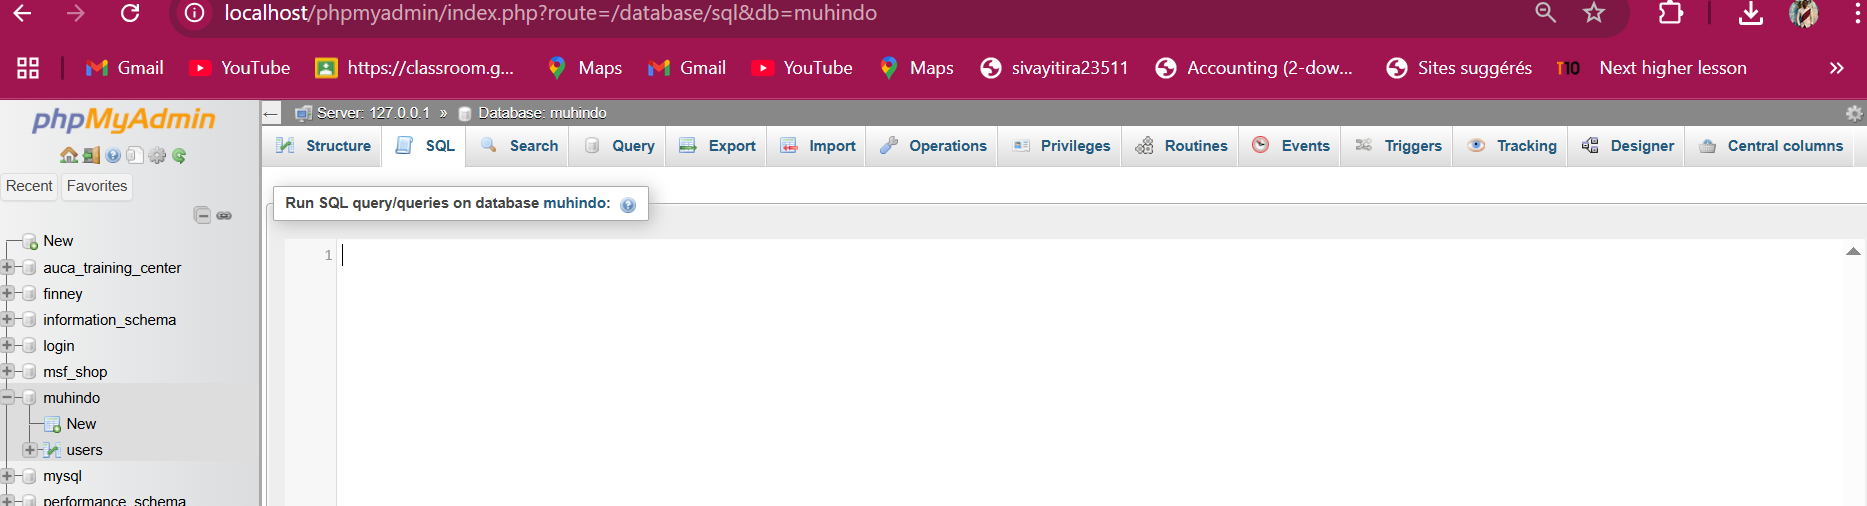 localhost/phpmyadmin/index.php?route=/database/sql&db=muhindo
Gmail YouTube https://classroom.g... Maps Gmail YouTube Maps sivayitira23511 Accounting (2-dow... Sites suggérés T10 Next higher lesson
phpMyAdmin
Recent Favorites
New
auca_training_center
finney
information_schema
login
msf_shop
muhindo
New
users
mysql
performance_schema
Server: 127.0.0.1 » Database: muhindo
Structure SQL Search Query Export Import Operations Privileges Routines Events Triggers Tracking Designer Central columns
Run SQL query/queries on database muhindo:
1